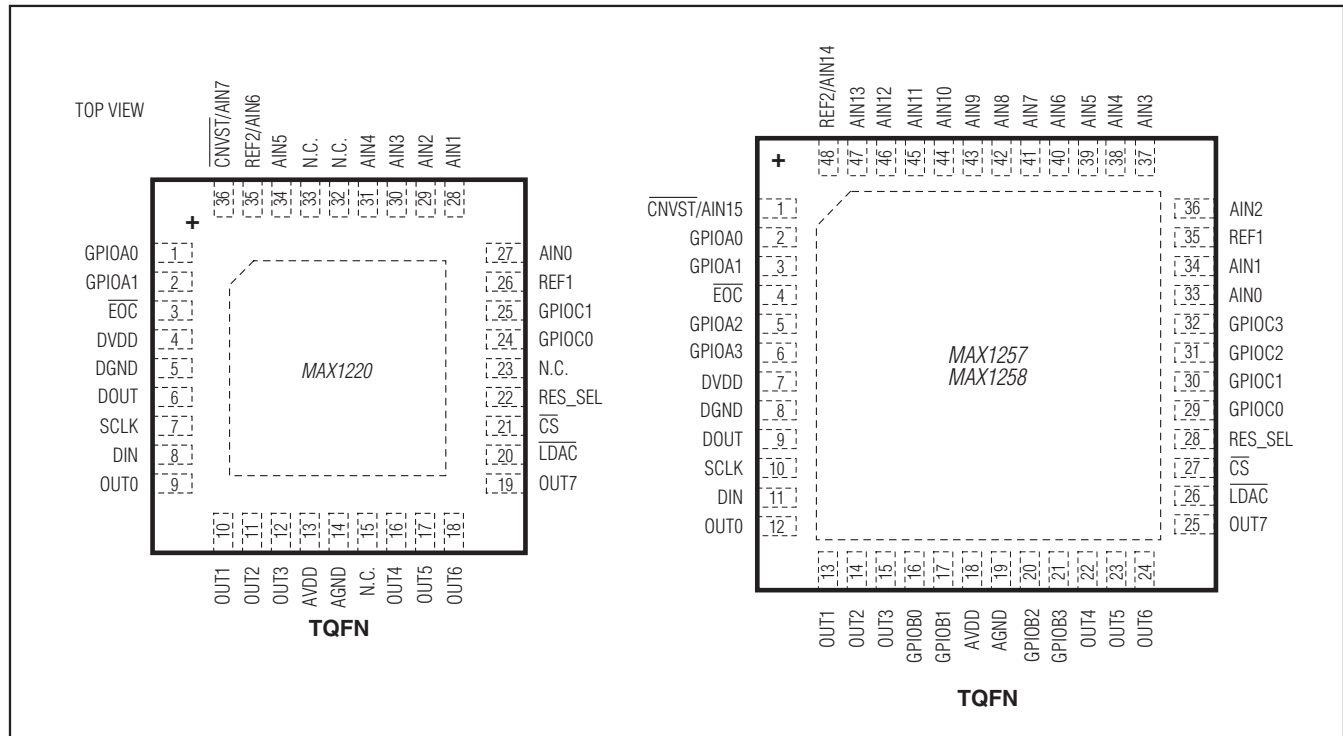 TOP VIEW
CNVST/AIN7
REF2/AIN6
AIN5
N.C.
N.C.
AIN4
AIN3
AIN2
AIN1
36
35
34
33
32
31
30
29
28
+
GPIOA0 1
GPIOA1 2
EOC 3
DVDD 4
DGND 5
DOUT 6
SCLK 7
DIN 8
OUT0 9
MAX1220
27 AIN0
26 REF1
25 GPIOC1
24 GPIOC0
23 N.C.
22 RES_SEL
21 CS
20 LDAC
19 OUT7
10
11
12
13
14
15
16
17
18
OUT1
OUT2
OUT3
AVDD
AGND
N.C.
OUT4
OUT5
OUT6
TQFN
REF2/AIN14
AIN13
AIN12
AIN11
AIN10
AIN9
AIN8
AIN7
AIN6
AIN5
AIN4
AIN3
+
48
47
46
45
44
43
42
41
40
39
38
37
CNVST/AIN15 1
GPIOA0 2
GPIOA1 3
EOC 4
GPIOA2 5
GPIOA3 6
DVDD 7
DGND 8
DOUT 9
SCLK 10
DIN 11
OUT0 12
MAX1257
MAX1258
36 AIN2
35 REF1
34 AIN1
33 AIN0
32 GPIOC3
31 GPIOC2
30 GPIOC1
29 GPIOC0
28 RES_SEL
27 CS
26 LDAC
25 OUT7
13
14
15
16
17
18
19
20
21
22
23
24
OUT1
OUT2
OUT3
GPIOB0
GPIOB1
AVDD
AGND
GPIOB2
GPIOB3
OUT4
OUT5
OUT6
TQFN